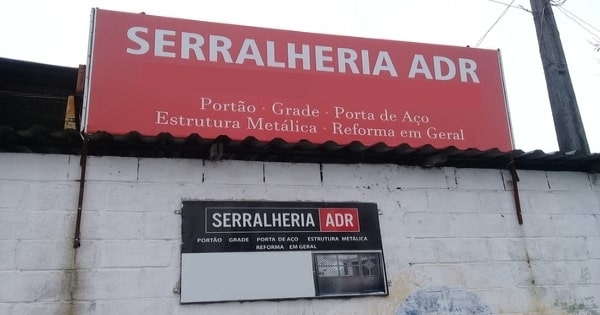 SERRALHERIA ADR
Portão · Grade · Porta de Aço
Estrutura Metálica · Reforma em Geral
SERRALHERIA ADR
PORTÃO GRADE PORTA DE AÇO ESTRUTURA METÁLICA
REFORMA EM GERAL